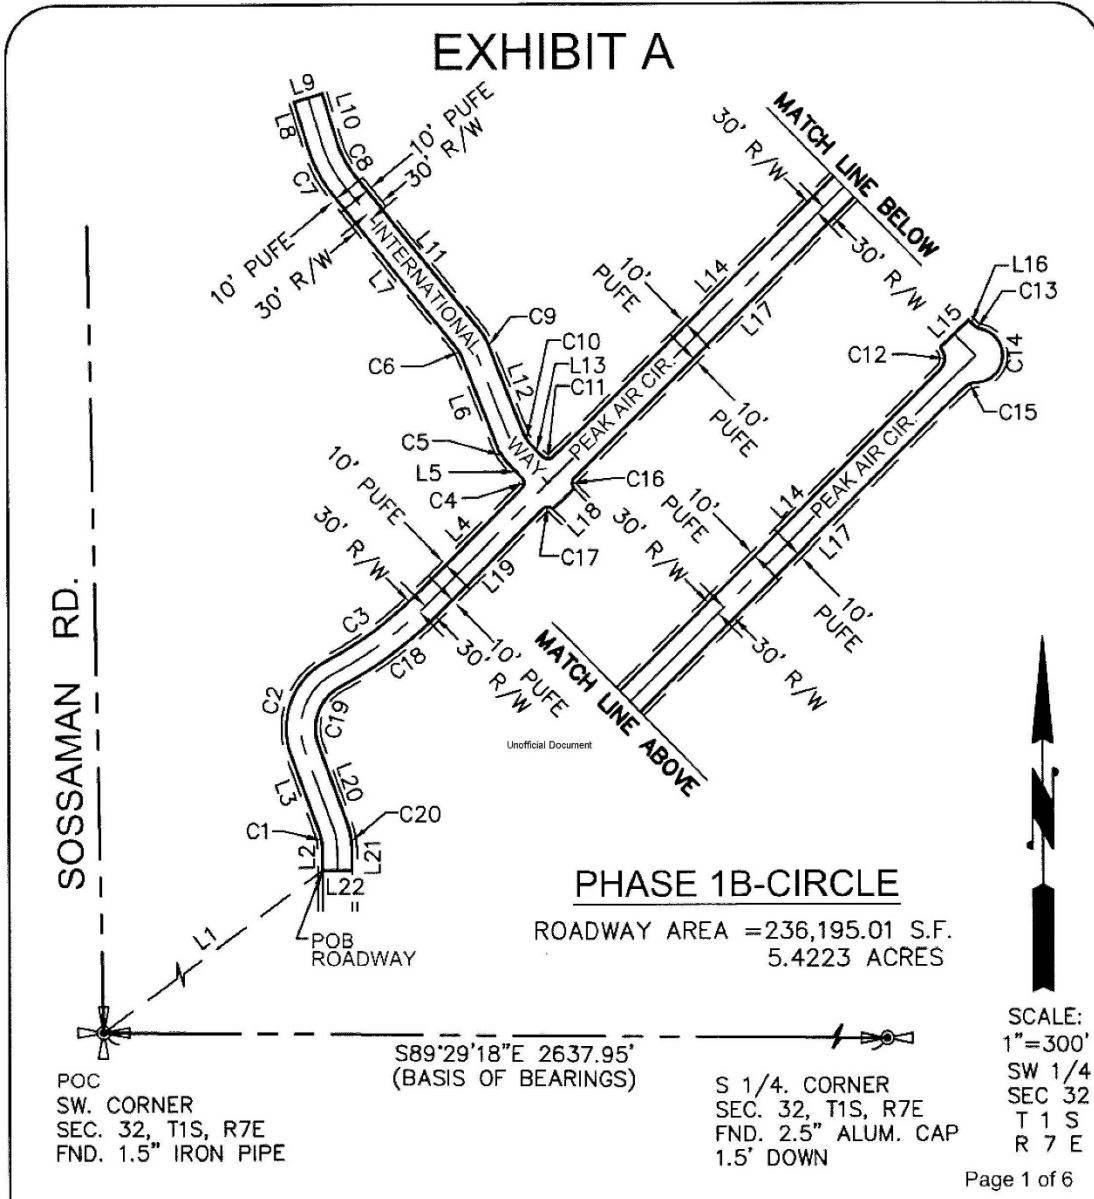 EXHIBIT A
L9
L10
L8
10' PUFE
30' R/W
C8
C7
10' PUFE
30' R/W
L11
L7
INTERNATIONAL
WAY
MATCH LINE BELOW
30' R/W
30' R/W
L14
10'
PUFE
L17
10'
PUFE
PEAK AIR CIR.
C9
C10
L13
C11
C6
L12
L6
C5
L5
C4
C16
L18
C17
L16
C13
L15
C14
C12
C15
PEAK AIR CIR.
L14
L17
10'
PUFE
30' R/W
10'
PUFE
30' R/W
10' PUFE
30' R/W
L4
L19
10' PUFE
30' R/W
C3
C18
C2
C19
L3
L20
C1
C20
L2
L21
L22
MATCH LINE ABOVE
Unofficial Document
SOSSAMAN RD.
L1
POB
ROADWAY
PHASE 1B-CIRCLE
ROADWAY AREA =236,195.01 S.F.
5.4223 ACRES
N
S89°29'18"E 2637.95'
(BASIS OF BEARINGS)
POC
SW. CORNER
SEC. 32, T1S, R7E
FND. 1.5" IRON PIPE
S 1/4. CORNER
SEC. 32, T1S, R7E
FND. 2.5" ALUM. CAP
1.5' DOWN
SCALE:
1"=300'
SW 1/4
SEC 32
T 1 S
R 7 E
Page 1 of 6